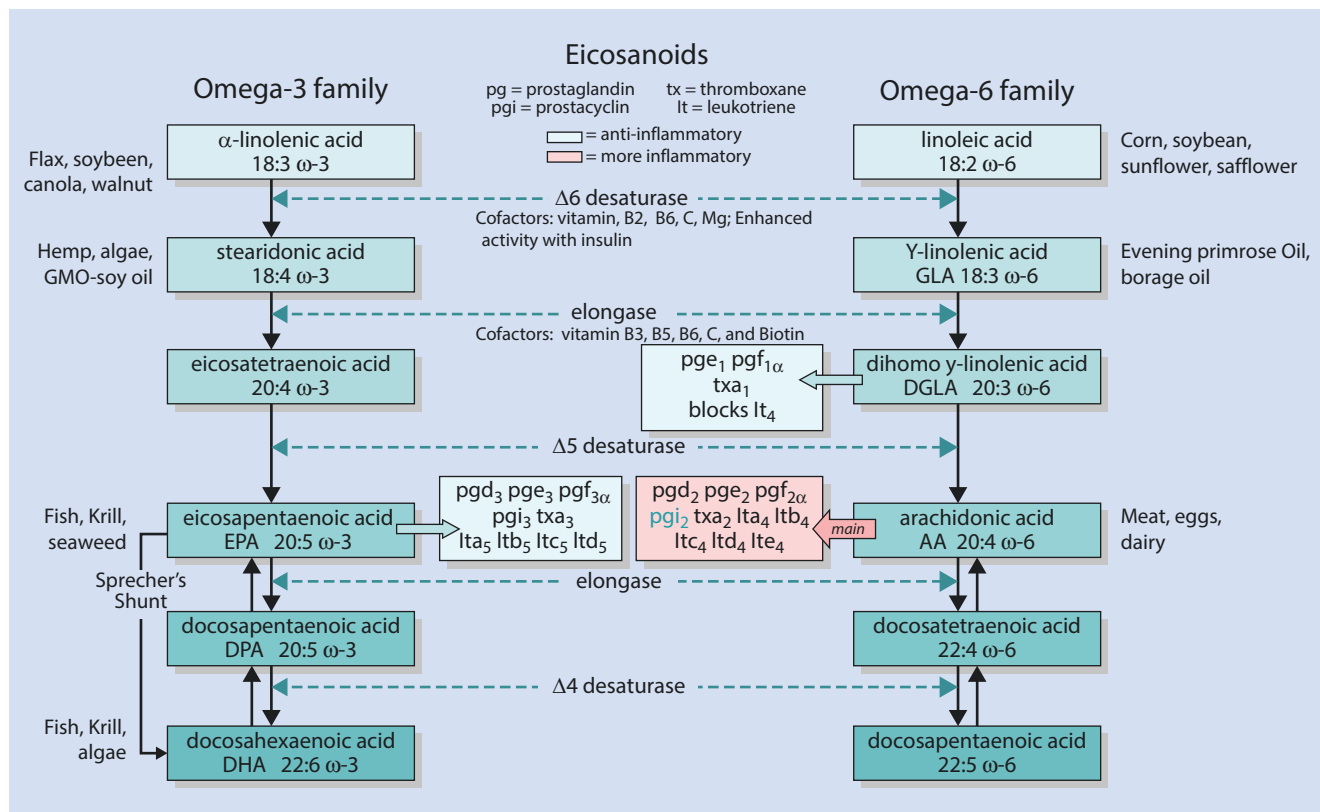 Eicosanoids
Omega-3 family
pg = prostaglandin tx = thromboxane
pgi = prostacyclin lt = leukotriene
Omega-6 family
= anti-inflammatory
= more inflammatory
Flax, soybeen,
canola, walnut
α-linolenic acid
18:3 ω-3
linoleic acid
18:2 ω-6
Corn, soybean,
sunflower, safflower
Δ6 desaturase
Cofactors: vitamin, B2, B6, C, Mg; Enhanced
activity with insulin
Hemp, algae,
GMO-soy oil
stearidonic acid
18:4 ω-3
Y-linolenic acid
GLA 18:3 ω-6
Evening primrose Oil,
borage oil
elongase
Cofactors: vitamin B3, B5, B6, C, and Biotin
eicosatetraenoic acid
20:4 ω-3
pge₁ pgf₁α
txa₁
blocks lt₄
dihomo y-linolenic acid
DGLA 20:3 ω-6
Δ5 desaturase
Fish, Krill,
seaweed
eicosapentaenoic acid
EPA 20:5 ω-3
pgd₃ pge₃ pgf₃α
pgi₃ txa₃
lta₅ ltb₅ ltc₅ ltd₅
pgd₂ pge₂ pgf₂α
pgi₂ txa₂ lta₄ ltb₄
ltc₄ ltd₄ lte₄
main
arachidonic acid
AA 20:4 ω-6
Meat, eggs,
dairy
Sprecher's
Shunt
elongase
docosapentaenoic acid
DPA 20:5 ω-3
docosatetraenoic acid
22:4 ω-6
Δ4 desaturase
Fish, Krill,
algae
docosahexaenoic acid
DHA 22:6 ω-3
docosapentaenoic acid
22:5 ω-6